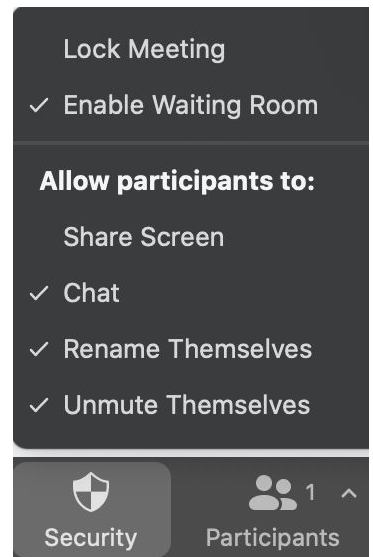 Lock Meeting
✓ Enable Waiting Room
Allow participants to:
Share Screen
✓ Chat
✓ Rename Themselves
✓ Unmute Themselves
1
Security
Participants